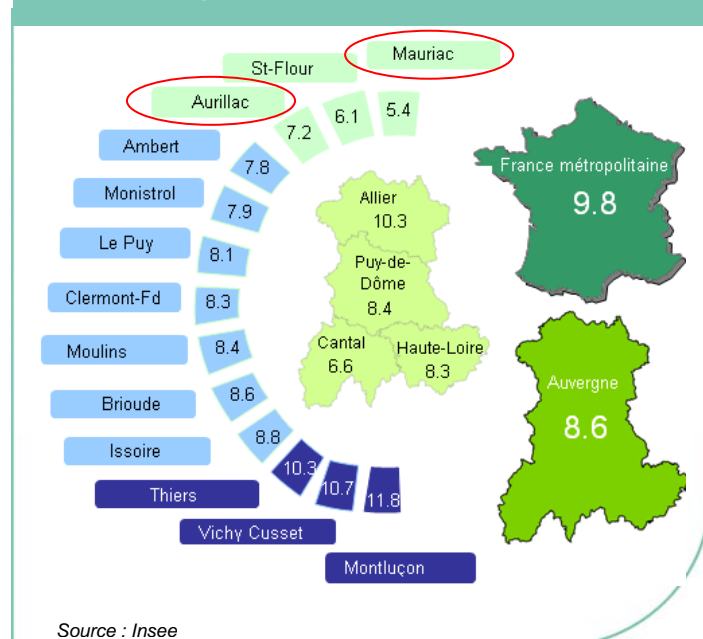 Mauriac
St-Flour
Aurillac
Ambert
Monistrol
Le Puy
Clermont-Fd
Moulins
Brioude
Issoire
Thiers
Vichy Cusset
Montluçon
5.4
6.1
7.2
7.8
7.9
8.1
8.3
8.4
8.6
8.8
10.3
10.7
11.8
Allier
10.3
Puy-de-
Dôme
8.4
Cantal
6.6
Haute-Loire
8.3
France métropolitaine
9.8
Auvergne
8.6
Source : Insee